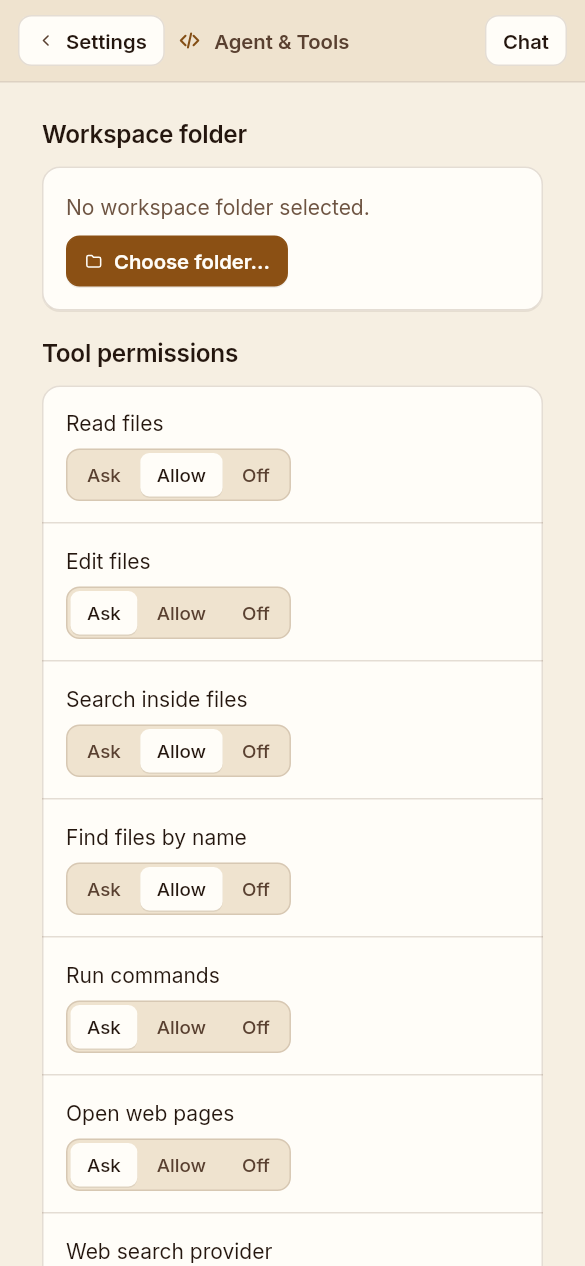 Settings
Agent & Tools
Chat
Workspace folder
No workspace folder selected.
Choose folder...
Tool permissions
Read files
Ask Allow Off
Edit files
Ask Allow Off
Search inside files
Ask Allow Off
Find files by name
Ask Allow Off
Run commands
Ask Allow Off
Open web pages
Ask Allow Off
Web search provider